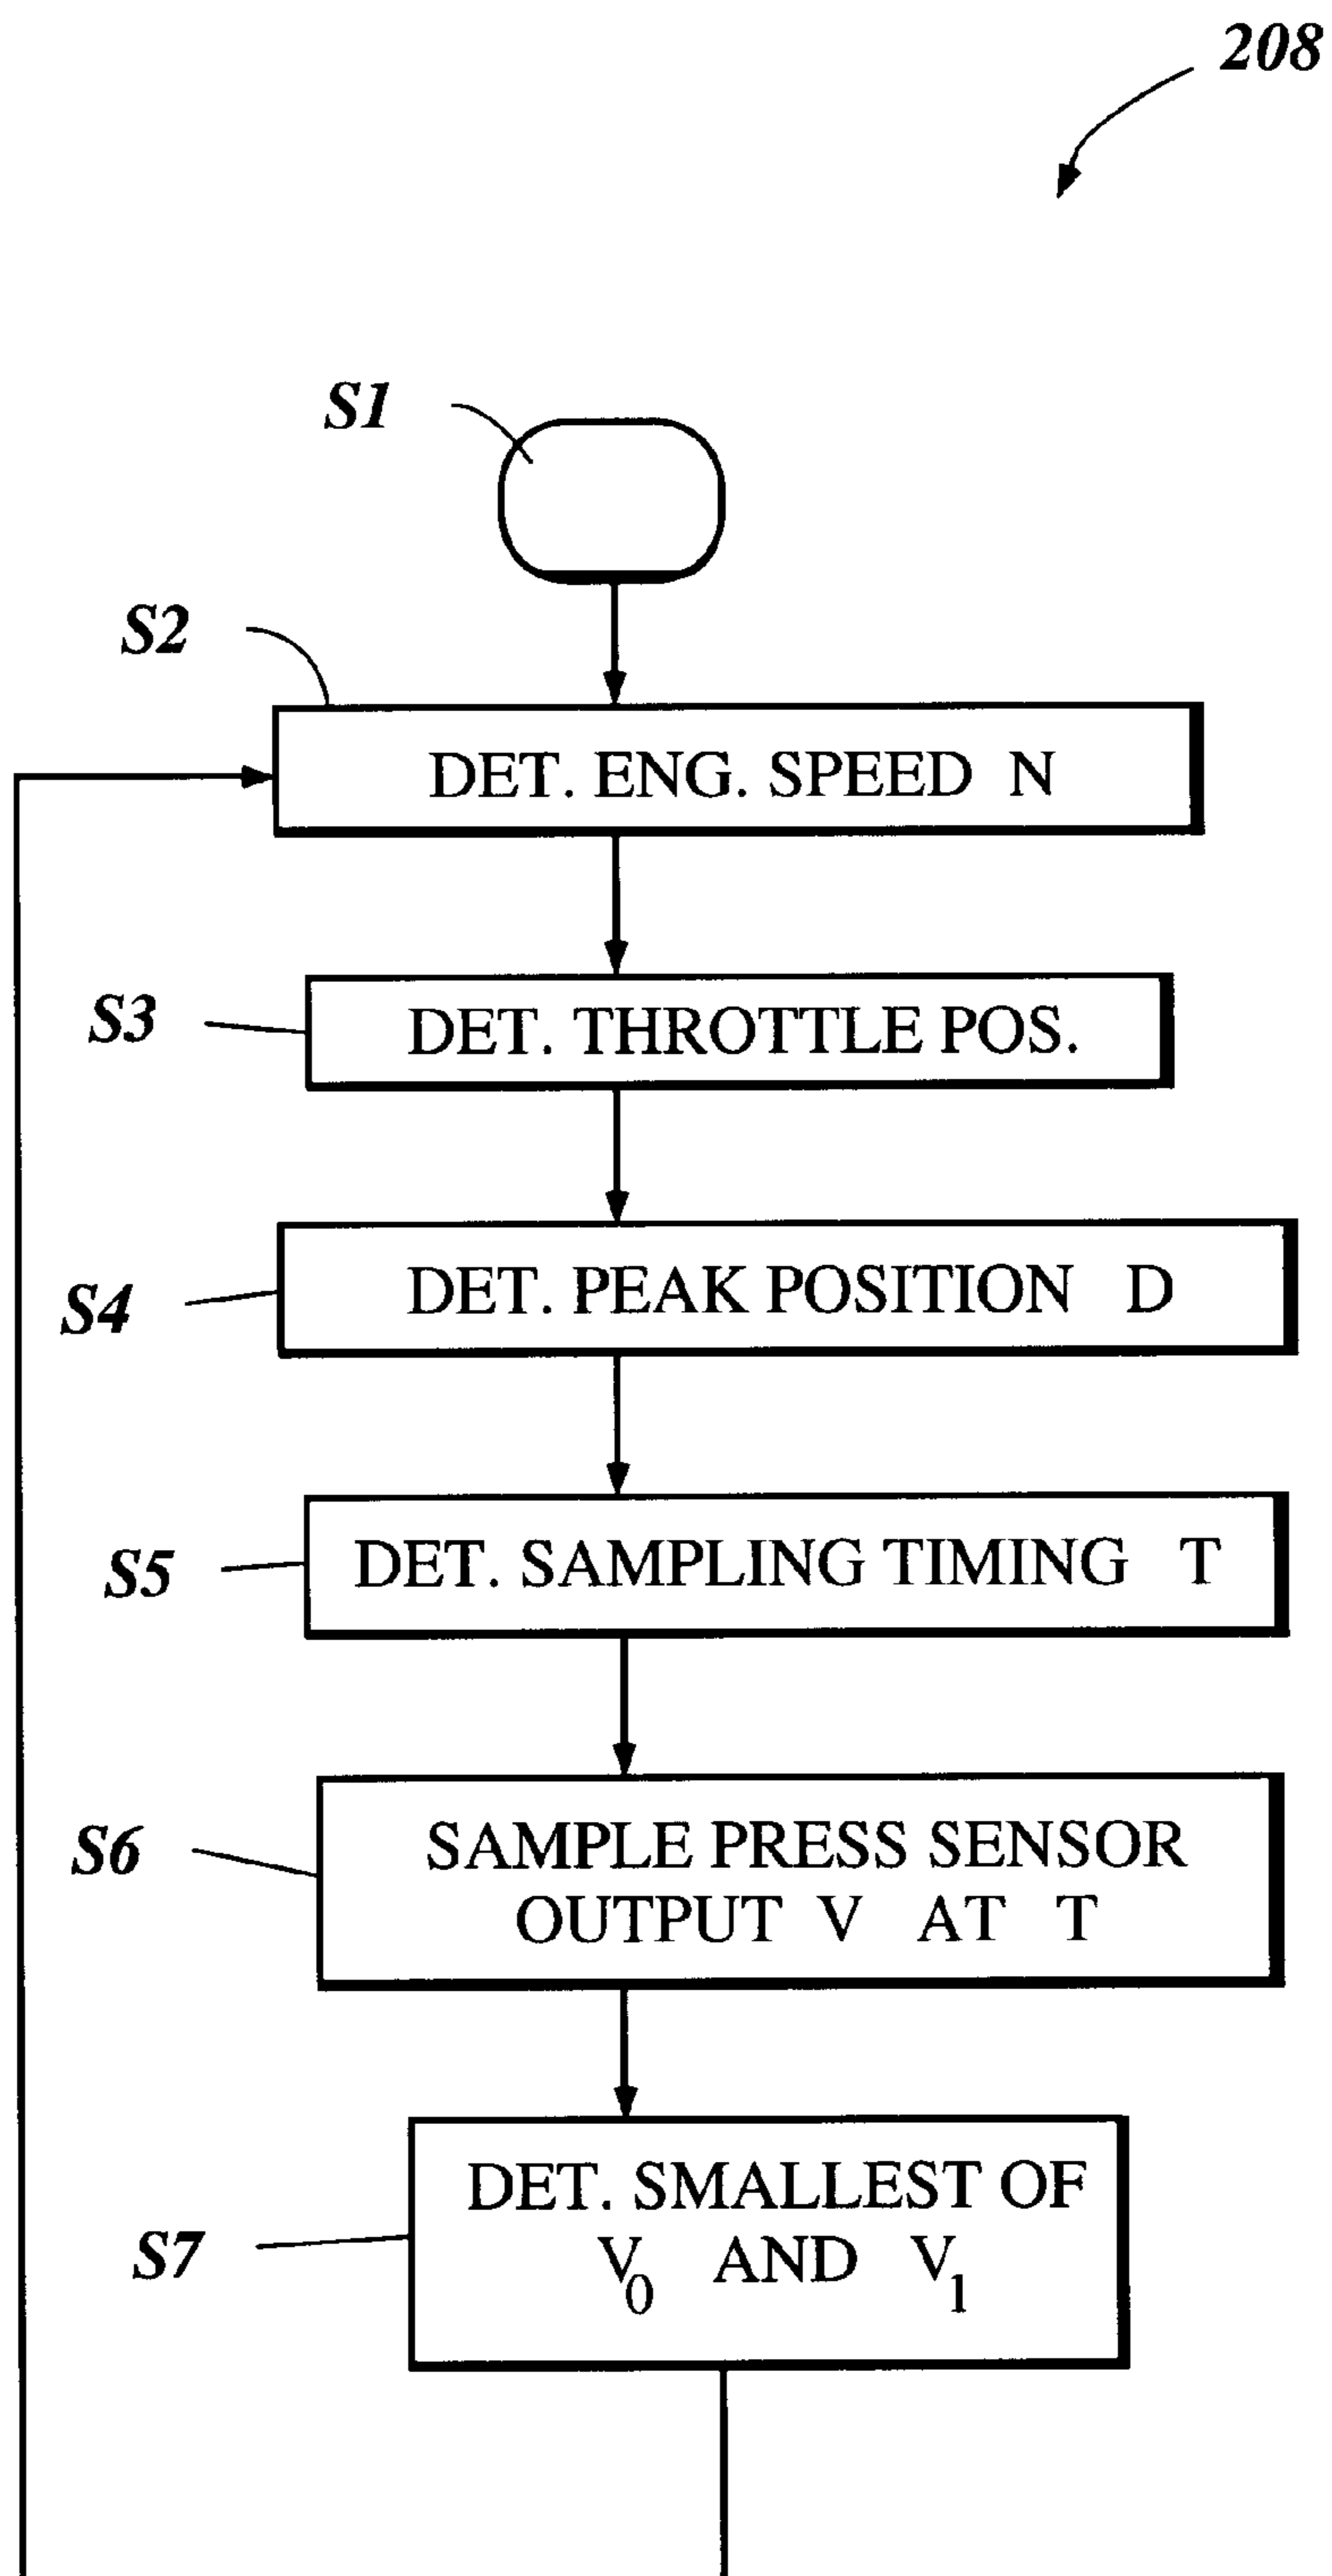 208
S1
S2
DET. ENG. SPEED N
S3
DET. THROTTLE POS.
S4
DET. PEAK POSITION D
S5
DET. SAMPLING TIMING T
S6
SAMPLE PRESS SENSOR
OUTPUT V AT T
S7
DET. SMALLEST OF
V0 AND V1